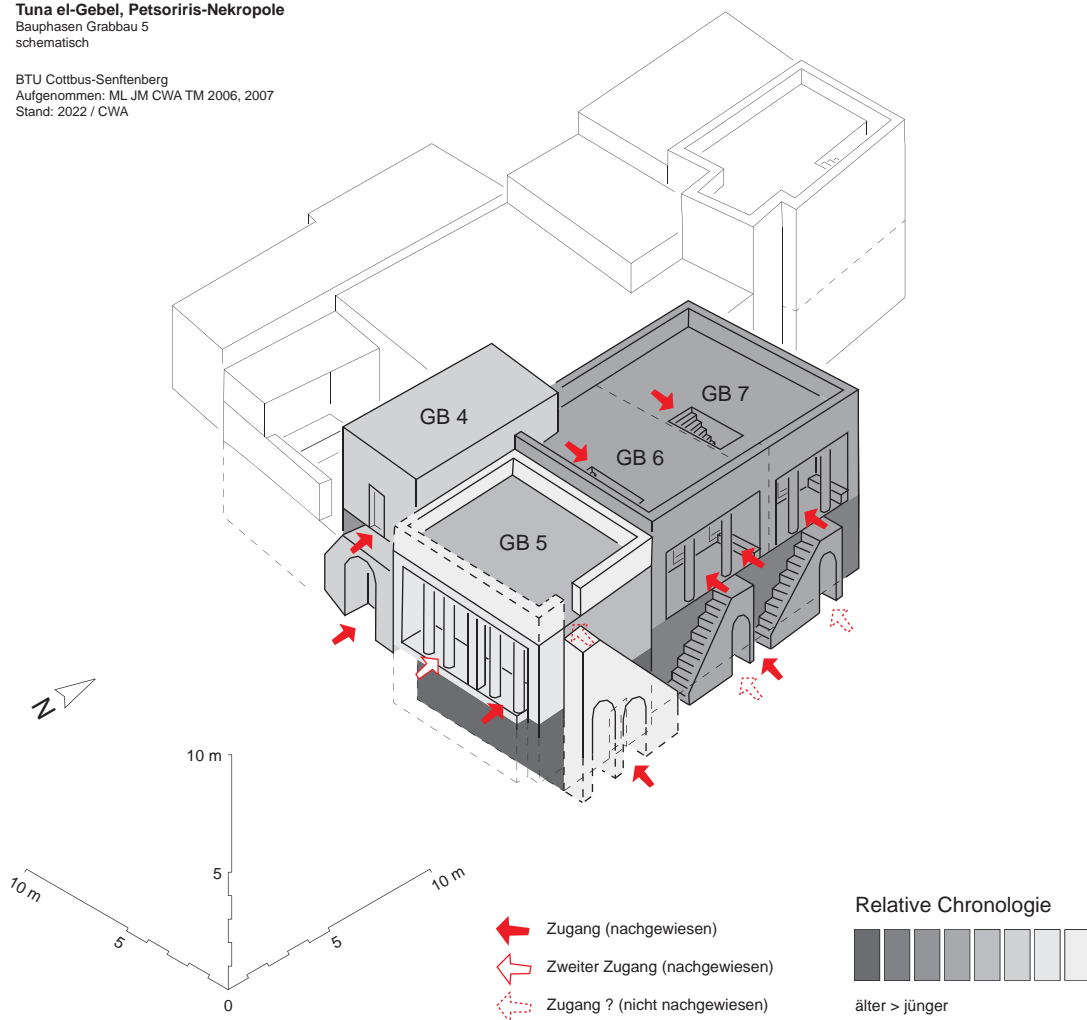 Tuna el-Gebel, Petsoriris-Nekropole
Bauphasen Grabbau 5
schematisch
BTU Cottbus-Senftenberg
Aufgenommen: ML JM CWA TM 2006, 2007
Stand: 2022 / CWA
GB 7
GB 4
GB 6
GB 5
N
10 m
5
10 m
10 m
5
5
0
Zugang (nachgewiesen)
Zweiter Zugang (nachgewiesen)
Zugang ? (nicht nachgewiesen)
Relative Chronologie
älter > jünger